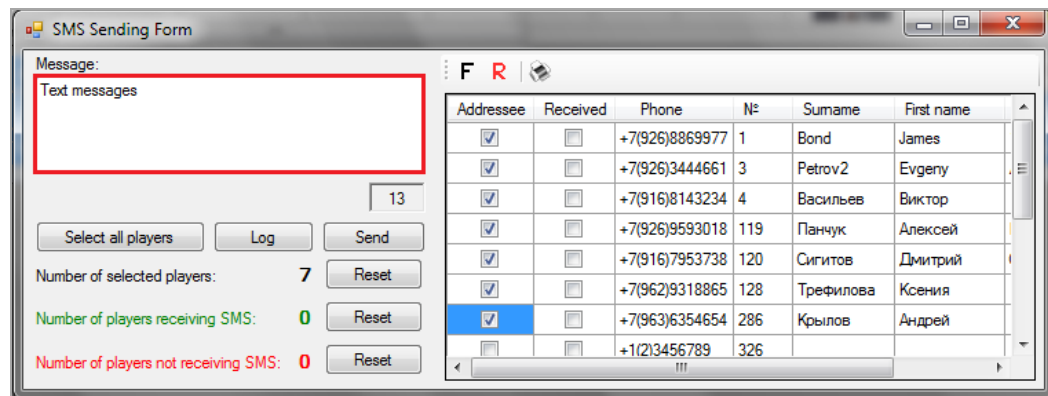 SMS Sending Form
Message:
Text messages
13
Select all players Log Send
Number of selected players: 7 Reset
Number of players receiving SMS: 0 Reset
Number of players not receiving SMS: 0 Reset
F R
Addressee Received Phone № Surname First name
+7(926)8869977 1 Bond James
+7(926)3444661 3 Petrov2 Evgeny
+7(916)8143234 4 Васильев Виктор
+7(926)9593018 119 Панчук Алексей
+7(916)7953738 120 Сигитов Дмитрий
+7(962)9318865 128 Трефилова Ксения
+7(963)6354654 286 Крылов Андрей
+1(2)3456789 326